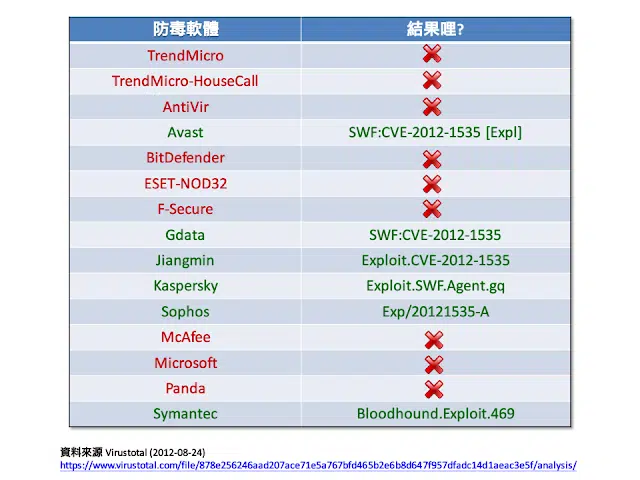 防毒軟體 結果哩?
TrendMicro
TrendMicro-HouseCall
AntiVir
Avast SWF:CVE-2012-1535 [Expl]
BitDefender
ESET-NOD32
F-Secure
Gdata SWF:CVE-2012-1535
Jiangmin Exploit.CVE-2012-1535
Kaspersky Exploit.SWF.Agent.gq
Sophos Exp/20121535-A
McAfee
Microsoft
Panda
Symantec Bloodhound.Exploit.469
資料來源 Virustotal (2012-08-24)
https://www.virustotal.com/file/878e256246aad207ace71e5a767bfd465b2e6b8d647f957dfadc14d1aeac3e5f/analysis/